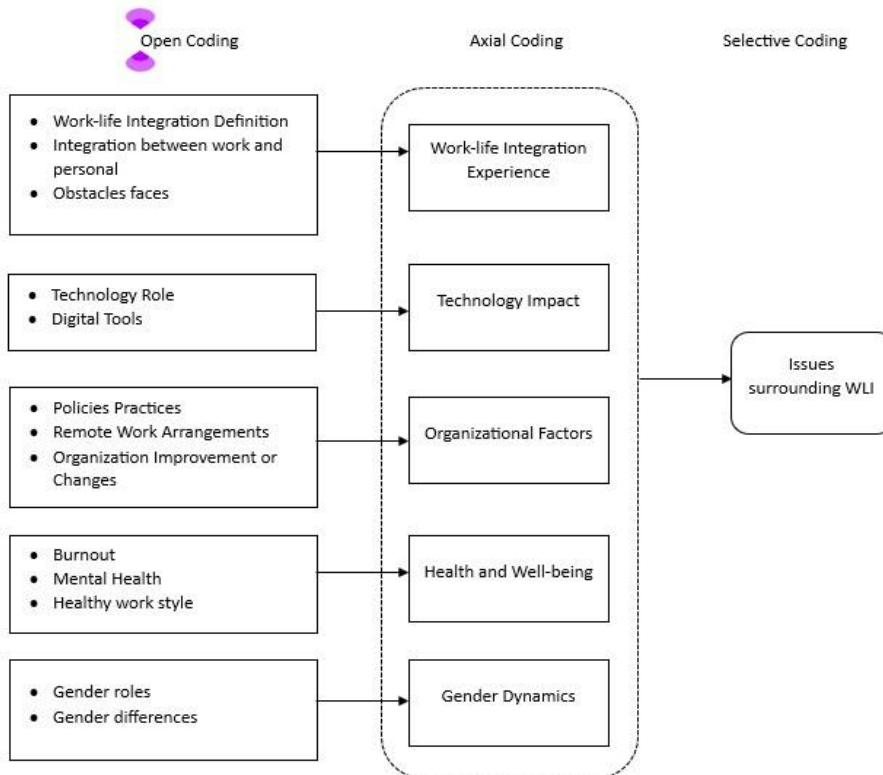 Open Coding
Axial Coding
Selective Coding
• Work-life Integration Definition
• Integration between work and
personal
• Obstacles faces
Work-life Integration
Experience
• Technology Role
• Digital Tools
Technology Impact
Issues
surrounding WLI
• Policies Practices
• Remote Work Arrangements
• Organization Improvement or
Changes
Organizational Factors
• Burnout
• Mental Health
• Healthy work style
Health and Well-being
• Gender roles
• Gender differences
Gender Dynamics